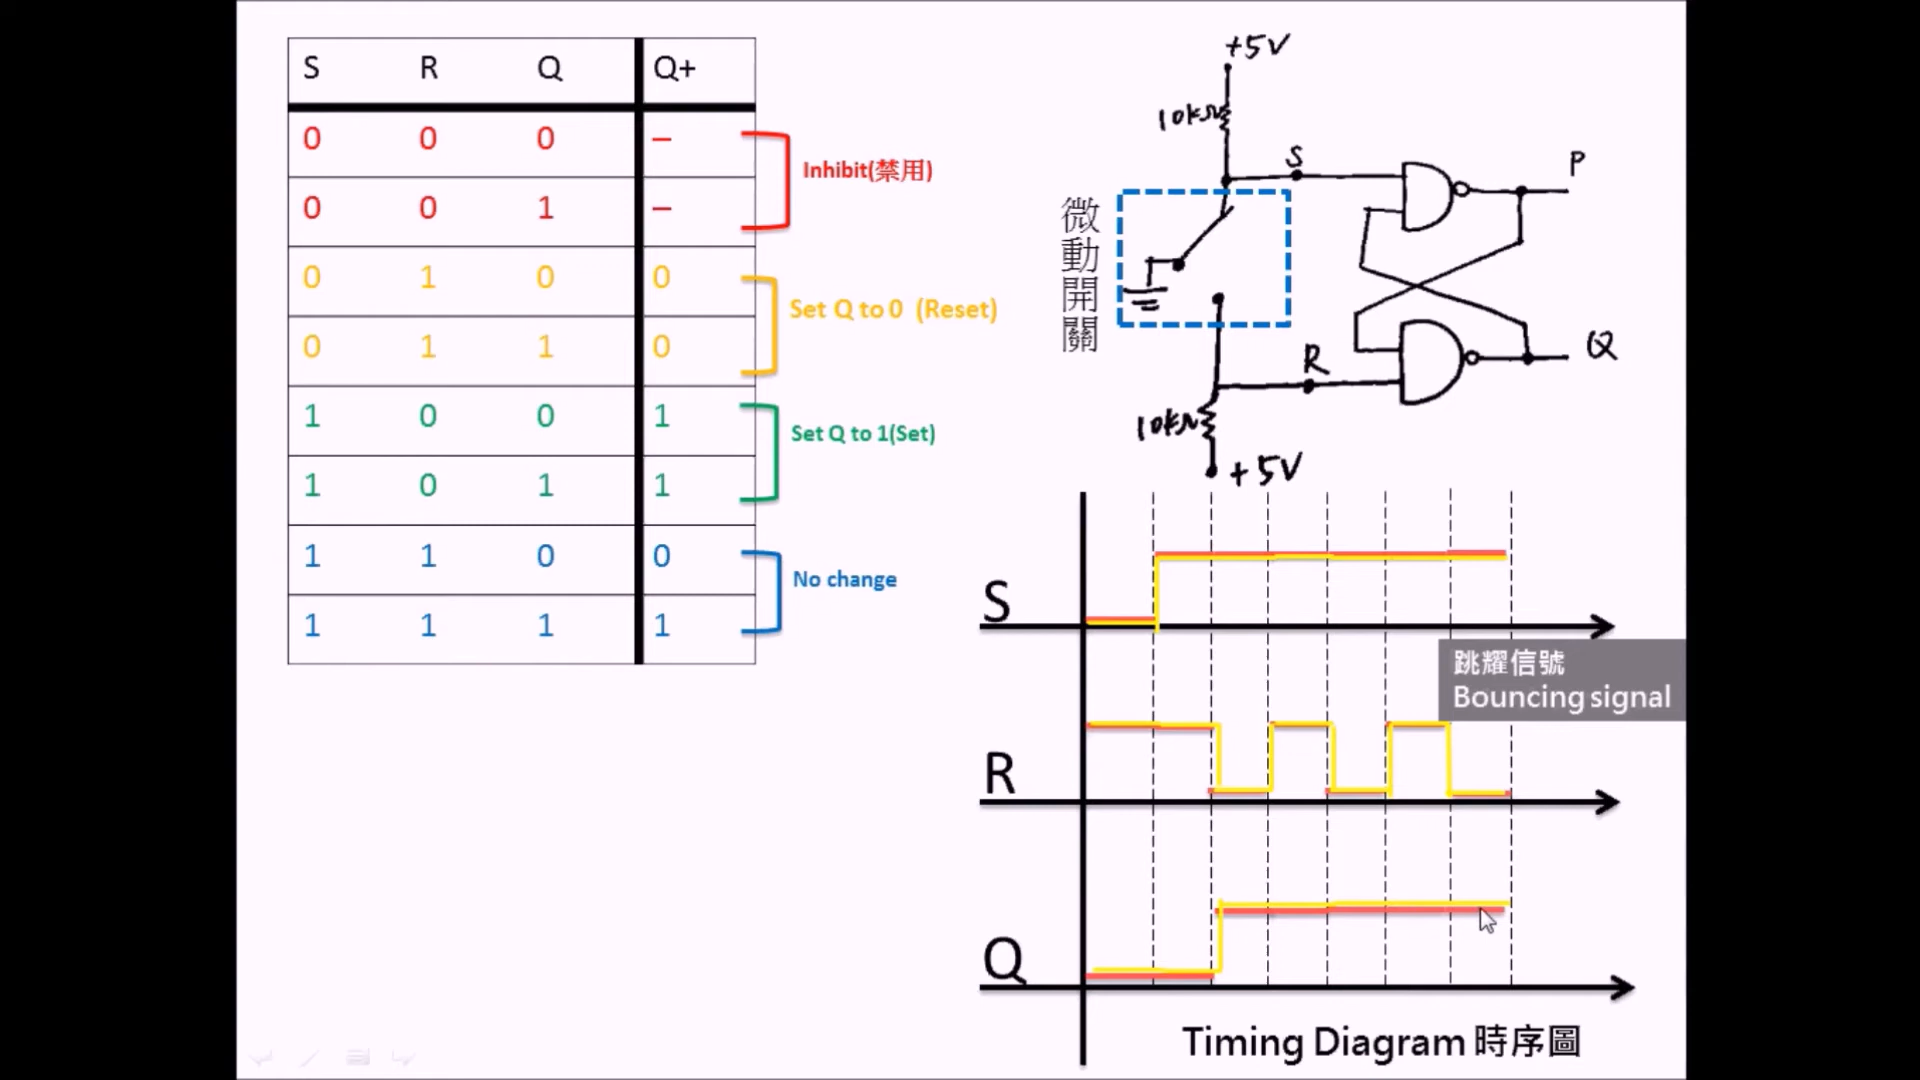 S R Q Q+
0 0 0 –
0 0 1 –
Inhibit(禁用)
0 1 0 0
0 1 1 0
Set Q to 0 (Reset)
1 0 0 1
1 0 1 1
Set Q to 1(Set)
1 1 0 0
1 1 1 1
No change
+5V
10kΩ
S
P
微動開關
R
Q
10kΩ
+5V
S
跳耀信號
Bouncing signal
R
Q
Timing Diagram 時序圖